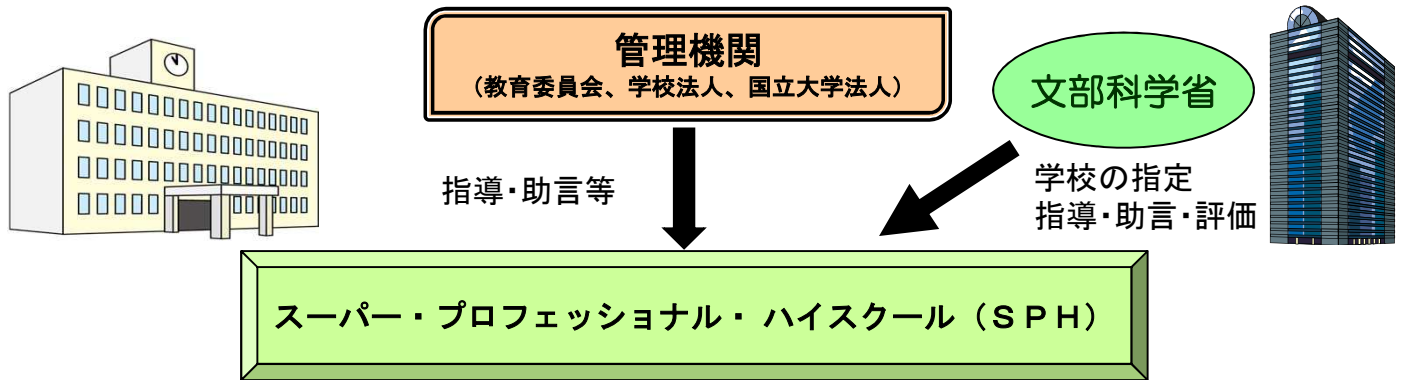 管理機関
（教育委員会、学校法人、国立大学法人）
文部科学省
指導・助言等
学校の指定
指導・助言・評価
スーパー・プロフェッショナル・ ハイスクール（ＳＰＨ）